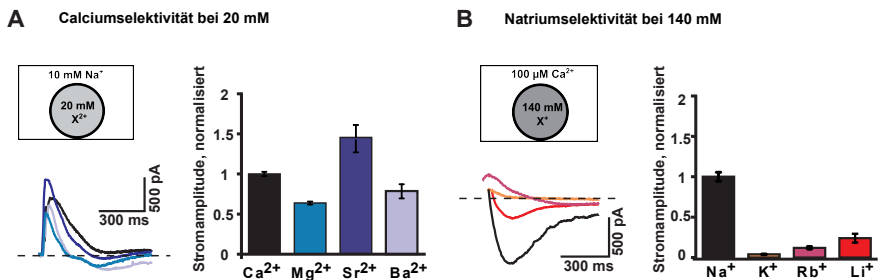 A Calciumselektivität bei 20 mM
10 mM Na⁺
20 mM
X²⁺
500 pA
300 ms
Stromamplitude, normalisiert
2
1.5
1
0.5
0
Ca²⁺ Mg²⁺ Sr²⁺ Ba²⁺
B Natriumselektivität bei 140 mM
100 µM Ca²⁺
140 mM
X⁺
300 ms
500 pA
Stromamplitude, normalisiert
2
1.5
1
0.5
0
Na⁺ K⁺ Rb⁺ Li⁺